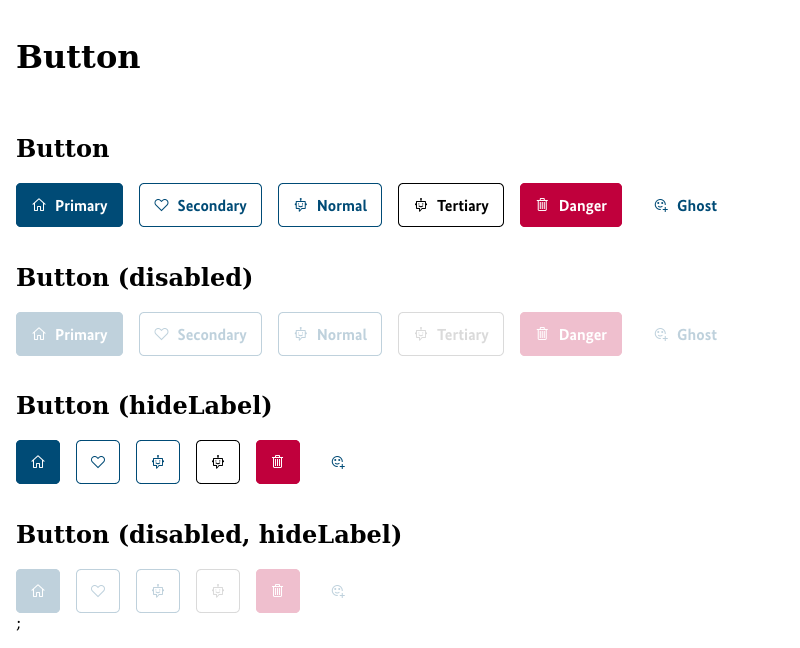 Button
Button
Primary Secondary Normal Tertiary Danger Ghost
Button (disabled)
Primary Secondary Normal Tertiary Danger Ghost
Button (hideLabel)
Button (disabled, hideLabel)
;